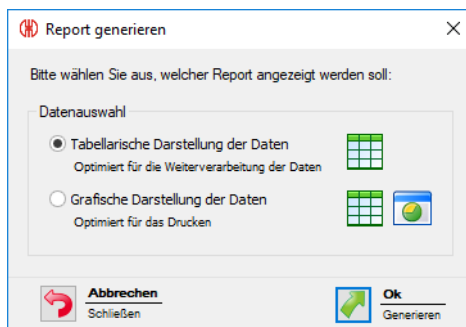 Report generieren
Bitte wählen Sie aus, welcher Report angezeigt werden soll:
Datenauswahl
Tabellarische Darstellung der Daten
Optimiert für die Weiterverarbeitung der Daten
Grafische Darstellung der Daten
Optimiert für das Drucken
Abbrechen
Schließen
Ok
Generieren